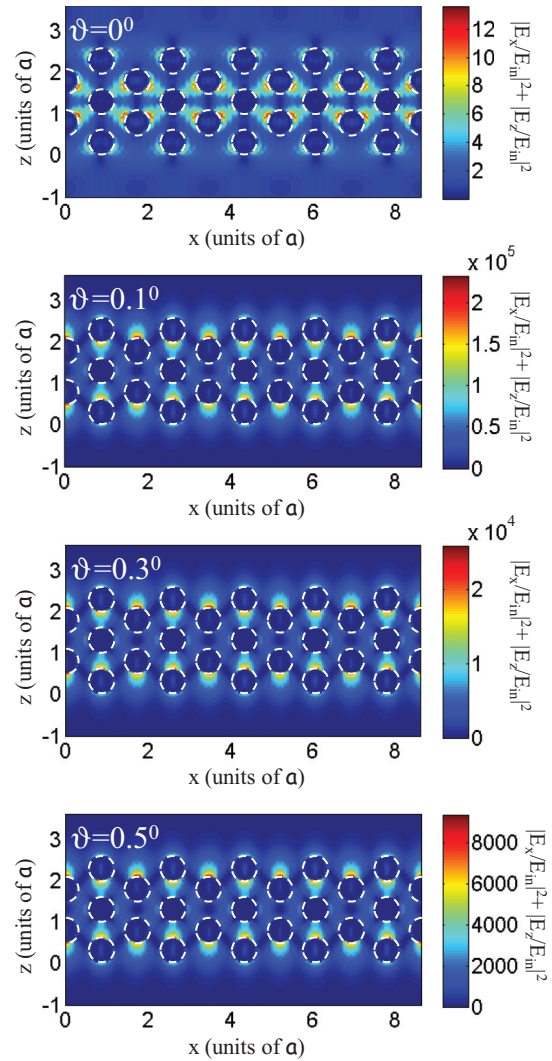 ϑ=0⁰
3
2
1
0
-1
z (units of a)
0 2 4 6 8
x (units of a)
12
10
8
6
4
2
|Eₓ/Eᵢₙ|²+ |E_z/Eᵢₙ|²
ϑ=0.1⁰
3
2
1
0
-1
z (units of a)
0 2 4 6 8
x (units of a)
x 10⁵
2
1.5
1
0.5
0
|Eₓ/Eᵢₙ|²+ |E_z/Eᵢₙ|²
ϑ=0.3⁰
3
2
1
0
-1
z (units of a)
0 2 4 6 8
x (units of a)
x 10⁴
2
1
0
|Eₓ/Eᵢₙ|²+ |E_z/Eᵢₙ|²
ϑ=0.5⁰
3
2
1
0
-1
z (units of a)
0 2 4 6 8
x (units of a)
8000
6000
4000
2000
0
|Eₓ/Eᵢₙ|²+ |E_z/Eᵢₙ|²